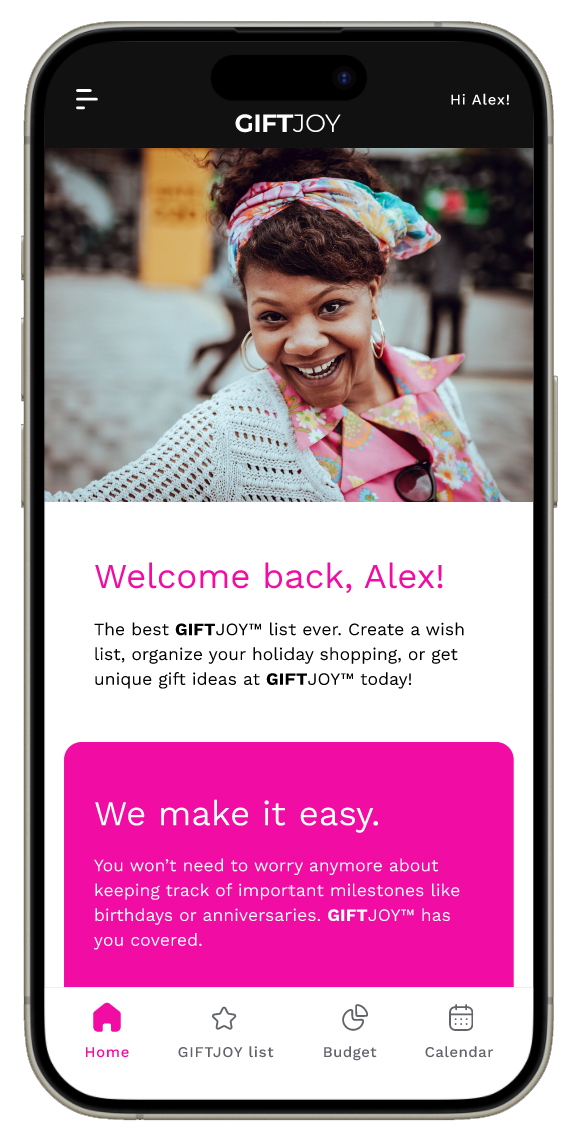 Hi Alex!
GIFTJOY
Welcome back, Alex!
The best GIFTJOY™ list ever. Create a wish
list, organize your holiday shopping, or get
unique gift ideas at GIFTJOY™ today!
We make it easy.
You won’t need to worry anymore about
keeping track of important milestones like
birthdays or anniversaries. GIFTJOY™ has
you covered.
Home
GIFTJOY list
Budget
Calendar